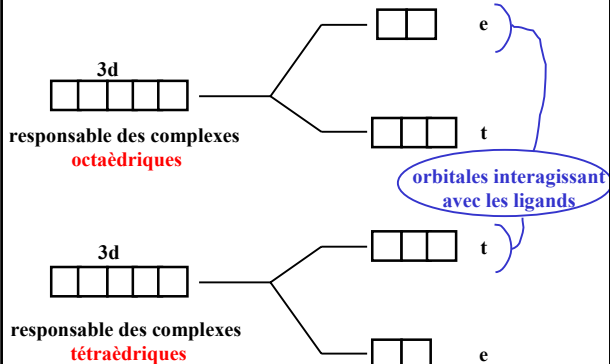 e
3d
t
responsable des complexes
octaèdriques
orbitales interagissant
avec les ligands
3d
t
responsable des complexes
tétraèdriques
e